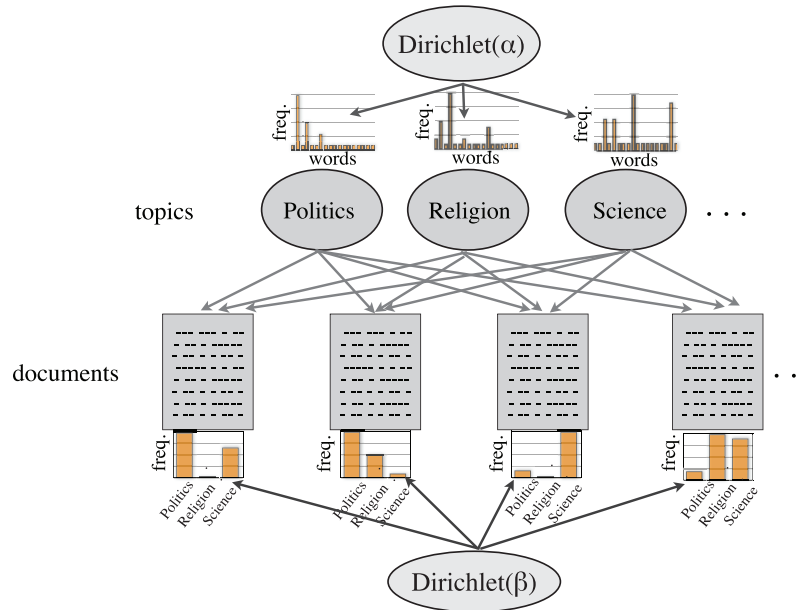 Dirichlet(α)
freq.
words
freq.
words
freq.
words
topics
Politics
Religion
Science
. . .
documents
. .
freq.
Politics
Religion
Science
freq.
Politics
Religion
Science
freq.
Politics
Religion
Science
freq.
Politics
Religion
Science
Dirichlet(β)